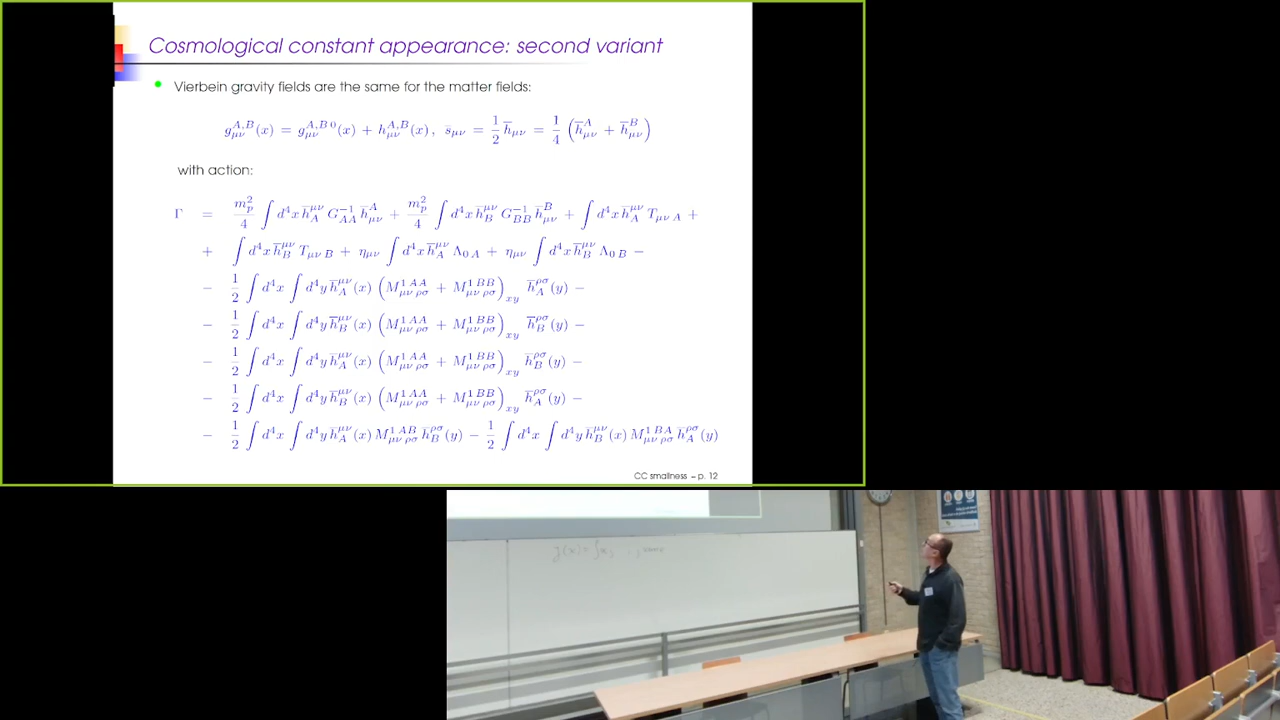 Cosmological constant appearance: second variant
Vierbein gravity fields are the same for the matter fields:
g^{A,B}_{μν}(x) = g^{A,B 0}_{μν}(x) + h^{A,B}_{μν}(x), s_{μν} = 1/2 h̄_{μν} = 1/4 (h̄^A_{μν} + h̄^B_{μν})
with action:
Γ = m_p^2/4 ∫ d^4x h̄_A^{μν} G^{-1}_{AA} h̄^A_{μν} + m_p^2/4 ∫ d^4x h̄_B^{μν} G^{-1}_{BB} h̄^B_{μν} + ∫ d^4x h̄_A^{μν} T_{μν A} +
+ ∫ d^4x h̄_B^{μν} T_{μν B} + η_{μν} ∫ d^4x h̄_A^{μν} Λ_{0 A} + η_{μν} ∫ d^4x h̄_B^{μν} Λ_{0 B} −
− 1/2 ∫ d^4x ∫ d^4y h̄_A^{μν}(x) (M^{1 AA}_{μν ρσ} + M^{1 BB}_{μν ρσ})_{xy} h̄_A^{ρσ}(y) −
− 1/2 ∫ d^4x ∫ d^4y h̄_B^{μν}(x) (M^{1 AA}_{μν ρσ} + M^{1 BB}_{μν ρσ})_{xy} h̄_B^{ρσ}(y) −
− 1/2 ∫ d^4x ∫ d^4y h̄_A^{μν}(x) (M^{1 AA}_{μν ρσ} + M^{1 BB}_{μν ρσ})_{xy} h̄_B^{ρσ}(y) −
− 1/2 ∫ d^4x ∫ d^4y h̄_B^{μν}(x) (M^{1 AA}_{μν ρσ} + M^{1 BB}_{μν ρσ})_{xy} h̄_A^{ρσ}(y) −
− 1/2 ∫ d^4x ∫ d^4y h̄_A^{μν}(x) M^{1 AB}_{μν ρσ} h̄_B^{ρσ}(y) − 1/2 ∫ d^4x ∫ d^4y h̄_B^{μν}(x) M^{1 BA}_{μν ρσ} h̄_A^{ρσ}(y)
CC smallness – p. 12